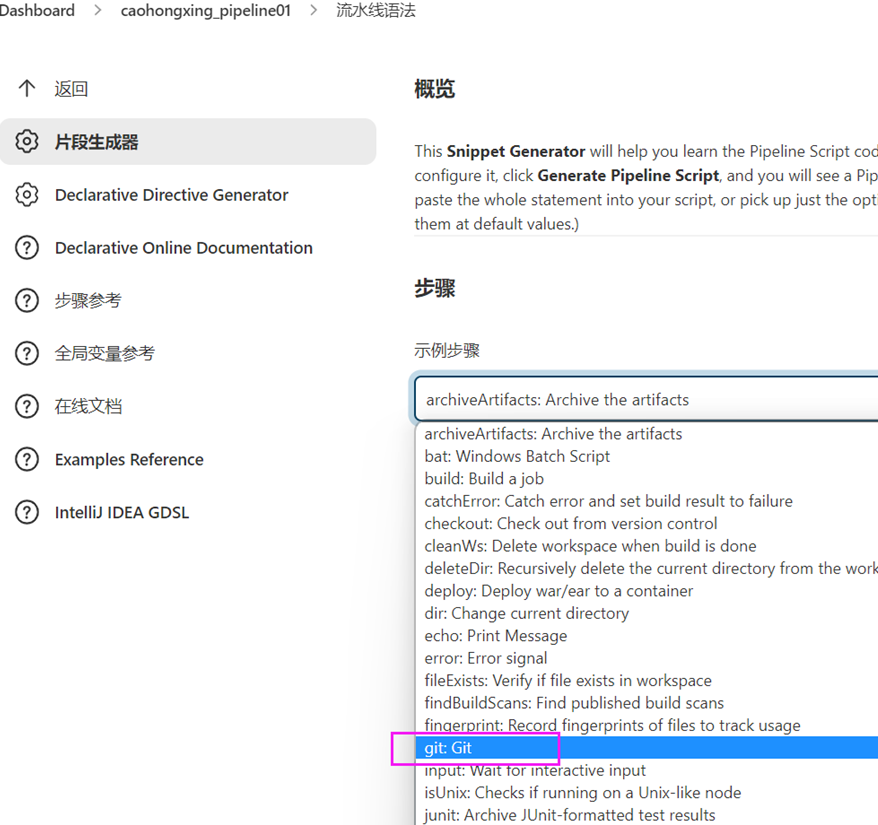 Dashboard > caohongxing_pipeline01 > 流水线语法
返回
片段生成器
Declarative Directive Generator
Declarative Online Documentation
步骤参考
全局变量参考
在线文档
Examples Reference
IntelliJ IDEA GDSL
概览
This Snippet Generator will help you learn the Pipeline Script cod
configure it, click Generate Pipeline Script, and you will see a Pip
paste the whole statement into your script, or pick up just the opti
them at default values.)
步骤
示例步骤
archiveArtifacts: Archive the artifacts
archiveArtifacts: Archive the artifacts
bat: Windows Batch Script
build: Build a job
catchError: Catch error and set build result to failure
checkout: Check out from version control
cleanWs: Delete workspace when build is done
deleteDir: Recursively delete the current directory from the work
deploy: Deploy war/ear to a container
dir: Change current directory
echo: Print Message
error: Error signal
fileExists: Verify if file exists in workspace
findBuildScans: Find published build scans
fingerprint: Record fingerprints of files to track usage
git: Git
input: Wait for interactive input
isUnix: Checks if running on a Unix-like node
junit: Archive JUnit-formatted test results